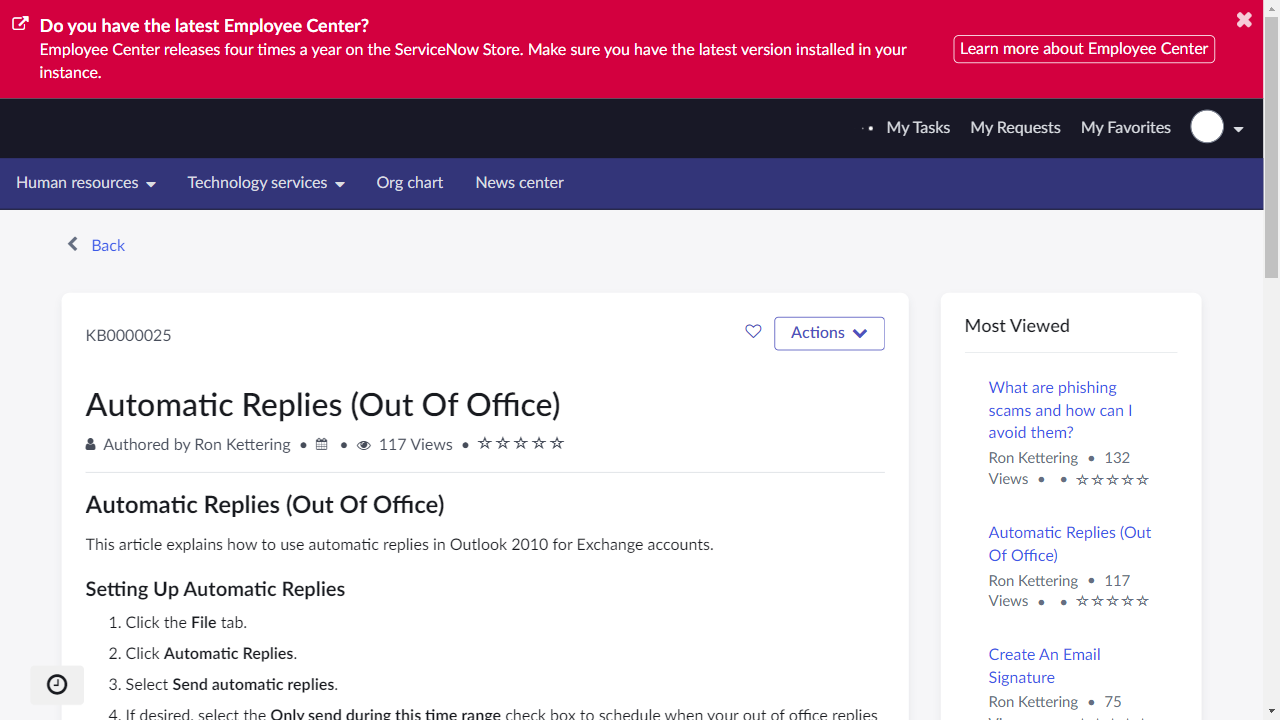 Do you have the latest Employee Center?
Employee Center releases four times a year on the ServiceNow Store. Make sure you have the latest version installed in your
instance.
Learn more about Employee Center
My Tasks
My Requests
My Favorites
Human resources
Technology services
Org chart
News center
Back
KB0000025
Actions
Automatic Replies (Out Of Office)
Authored by Ron Kettering • • 117 Views •
Automatic Replies (Out Of Office)
This article explains how to use automatic replies in Outlook 2010 for Exchange accounts.
Setting Up Automatic Replies
1. Click the File tab.
2. Click Automatic Replies.
3. Select Send automatic replies.
4. If desired, select the Only send during this time range check box to schedule when your out of office replies
Most Viewed
What are phishing
scams and how can I
avoid them?
Ron Kettering • 132
Views • •
Automatic Replies (Out
Of Office)
Ron Kettering • 117
Views • •
Create An Email
Signature
Ron Kettering • 75